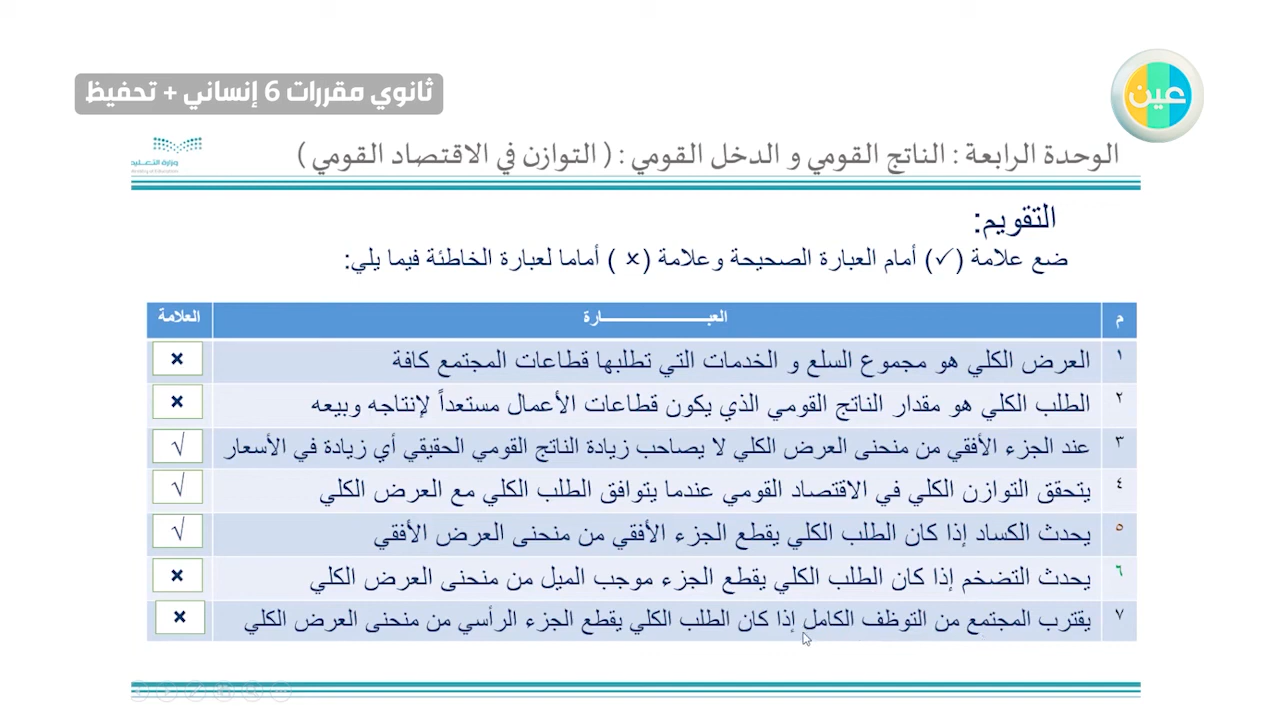 ثانوي مقررات 6 إنساني + تحفيظ
عين
وزارة التعليم
Ministry of Education
الوحدة الرابعة : الناتج القومي و الدخل القومي : ( التوازن في الاقتصاد القومي )
التقويم:
ضع علامة (✓) أمام العبارة الصحيحة وعلامة (× ) أماما لعبارة الخاطئة فيما يلي:
م العبـــــــــــــــــارة العلامة
١ العرض الكلي هو مجموع السلع و الخدمات التي تطلبها قطاعات المجتمع كافة ×
٢ الطلب الكلي هو مقدار الناتج القومي الذي يكون قطاعات الأعمال مستعداً لإنتاجه وبيعه ×
٣ عند الجزء الأفقي من منحنى العرض الكلي لا يصاحب زيادة الناتج القومي الحقيقي أي زيادة في الأسعار √
٤ يتحقق التوازن الكلي في الاقتصاد القومي عندما يتوافق الطلب الكلي مع العرض الكلي √
٥ يحدث الكساد إذا كان الطلب الكلي يقطع الجزء الأفقي من منحنى العرض الأفقي √
٦ يحدث التضخم إذا كان الطلب الكلي يقطع الجزء موجب الميل من منحنى العرض الكلي ×
٧ يقترب المجتمع من التوظف الكامل إذا كان الطلب الكلي يقطع الجزء الرأسي من منحنى العرض الكلي ×